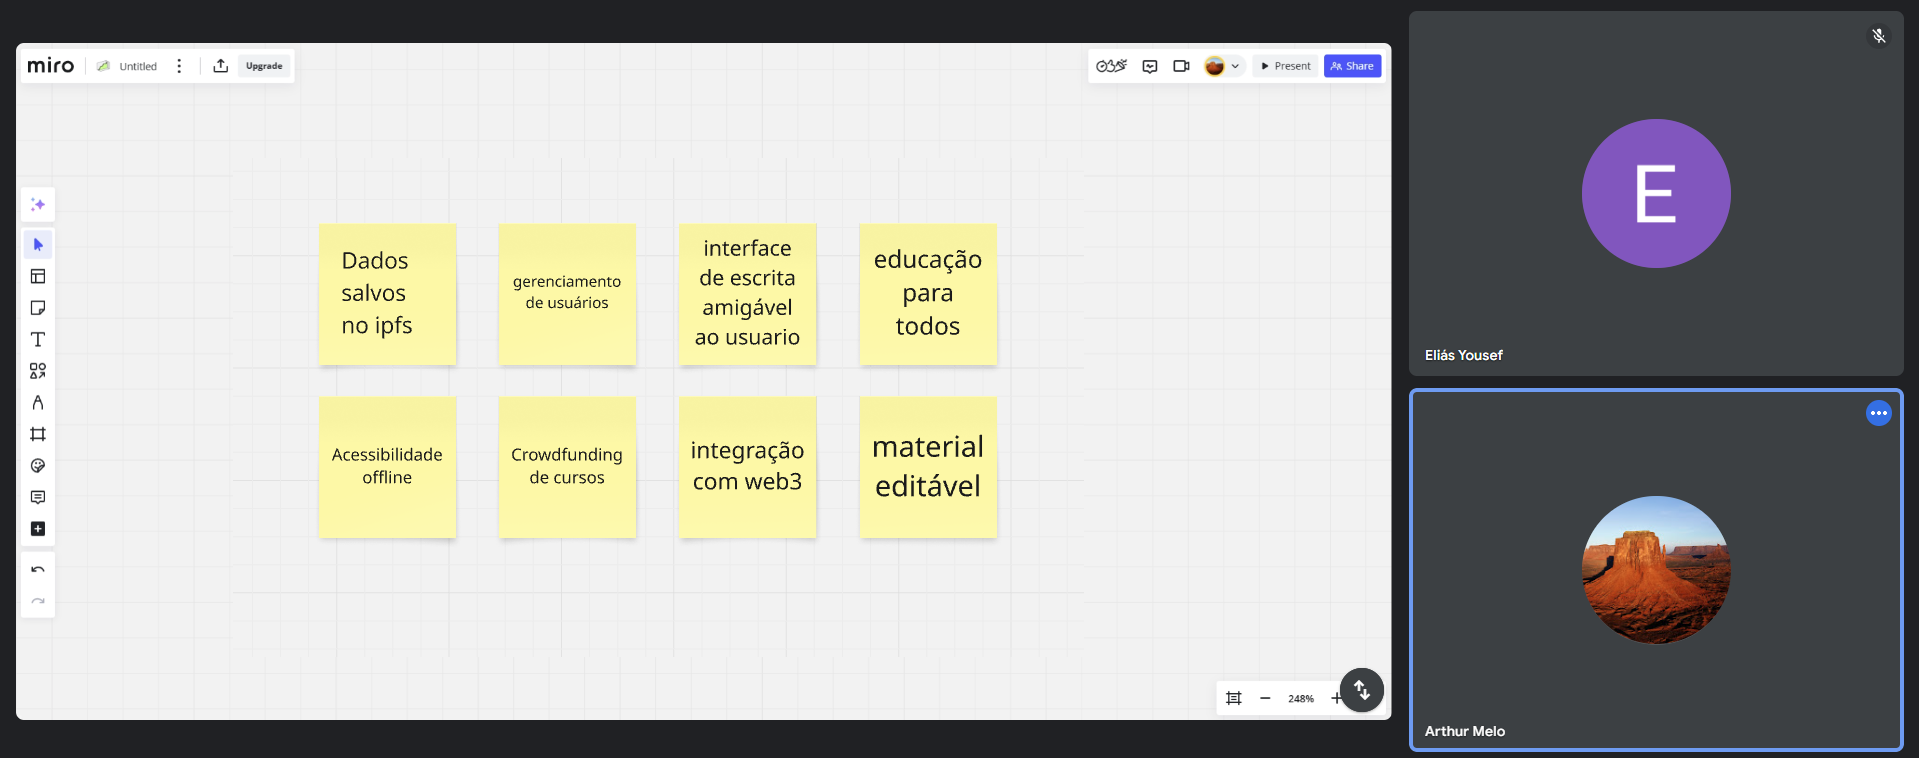 miro
Untitled
Upgrade
Present
Share
Dados
salvos
no ipfs
gerenciamento
de usuários
interface
de escrita
amigável
ao usuario
educação
para
todos
Acessibilidade
offline
Crowdfunding
de cursos
integração
com web3
material
editável
248%
E
Eliás Yousef
Arthur Melo